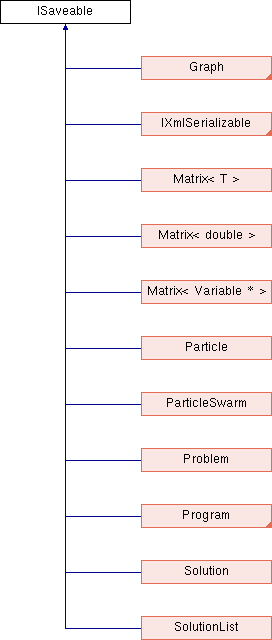 ISaveable
Graph
IXmlSerializable
Matrix< T >
Matrix< double >
Matrix< Variable * >
Particle
ParticleSwarm
Problem
Program
Solution
SolutionList